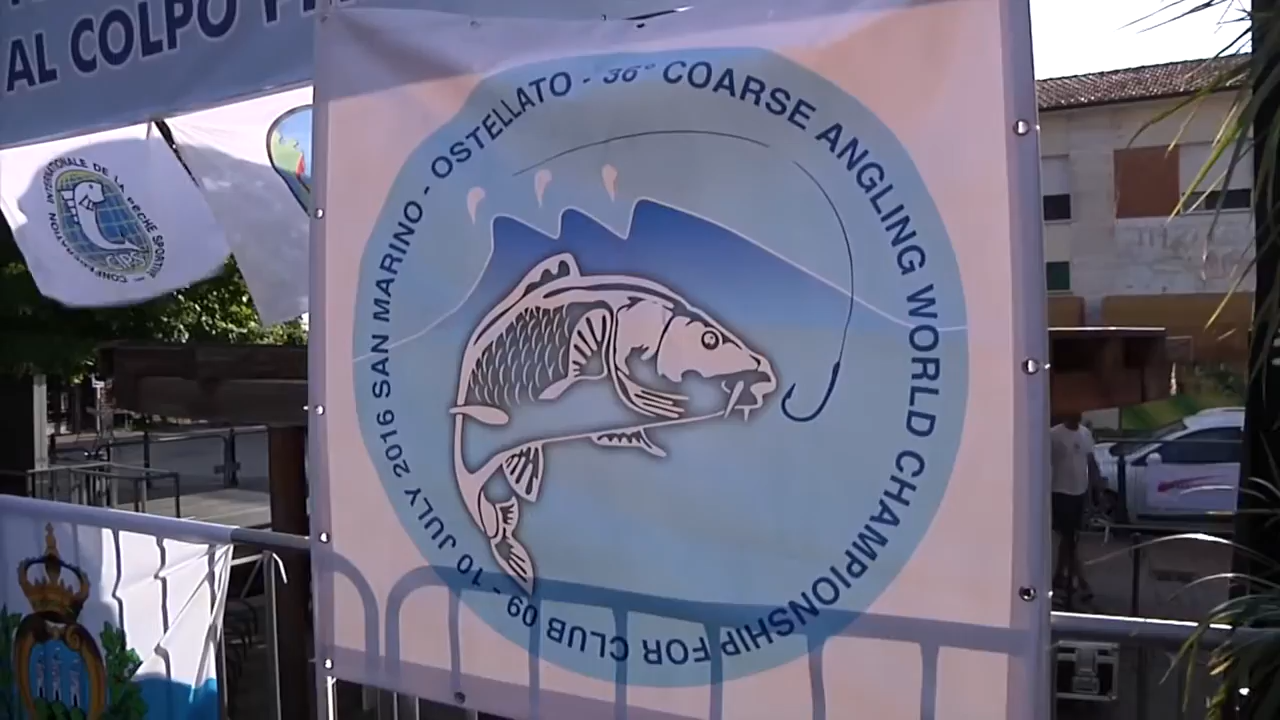 AL COLPO
36° COARSE ANGLING WORLD CHAMPIONSHIP FOR CLUB 09 - 10 JULY 2016 SAN MARINO - OSTELLATO -
CONFEDERATION INTERNATIONALE DE LA PECHE SPORTIVE -
CIPS